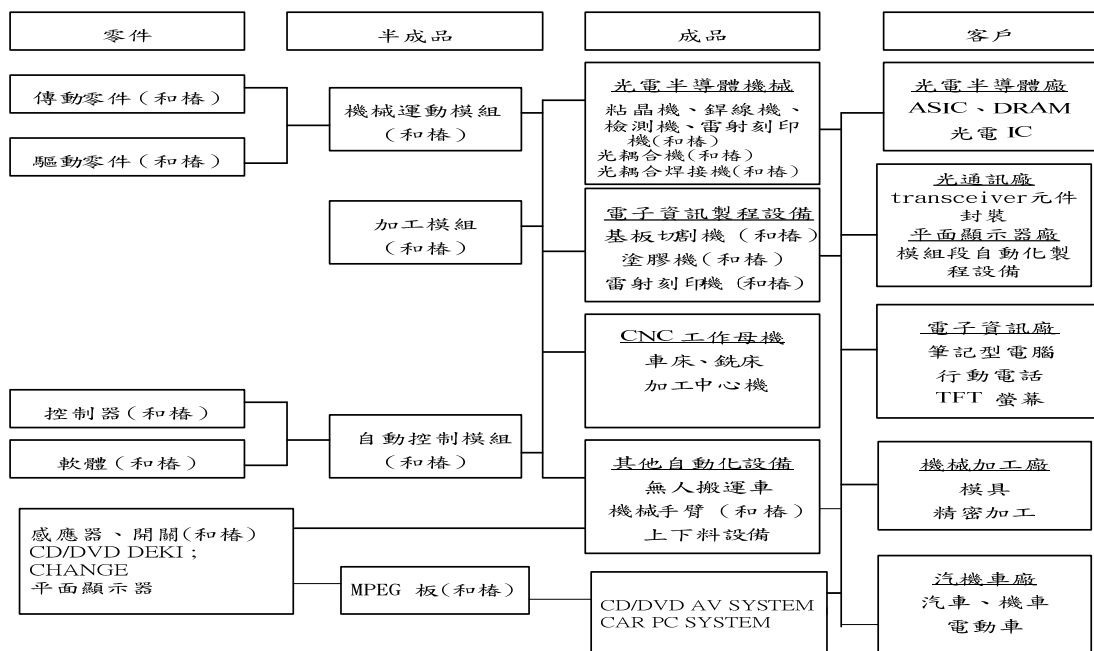 零件
半成品
成品
客戶
傳動零件(和椿)
驅動零件(和椿)
控制器(和椿)
軟體(和椿)
感應器、開關(和椿)
CD/DVD DEKI;
CHANGE
平面顯示器
機械運動模組
(和椿)
加工模組
(和椿)
自動控制模組
(和椿)
MPEG 板(和椿)
光電半導體機械
粘晶機、銲線機、
檢測機、雷射刻印
機(和椿)
光耦合機(和椿)
光耦合焊接機(和椿)
電子資訊製程設備
基板切割機 (和椿)
塗膠機(和椿)
雷射刻印機 (和椿)
CNC 工作母機
車床、銑床
加工中心機
其他自動化設備
無人搬運車
機械手臂 (和椿)
上下料設備
CD/DVD AV SYSTEM
CAR PC SYSTEM
光電半導體廠
ASIC、DRAM
光電 IC
光通訊廠
transceiver元件
封裝
平面顯示器廠
模組段自動化製
程設備
電子資訊廠
筆記型電腦
行動電話
TFT 螢幕
機械加工廠
模具
精密加工
汽機車廠
汽車、機車
電動車